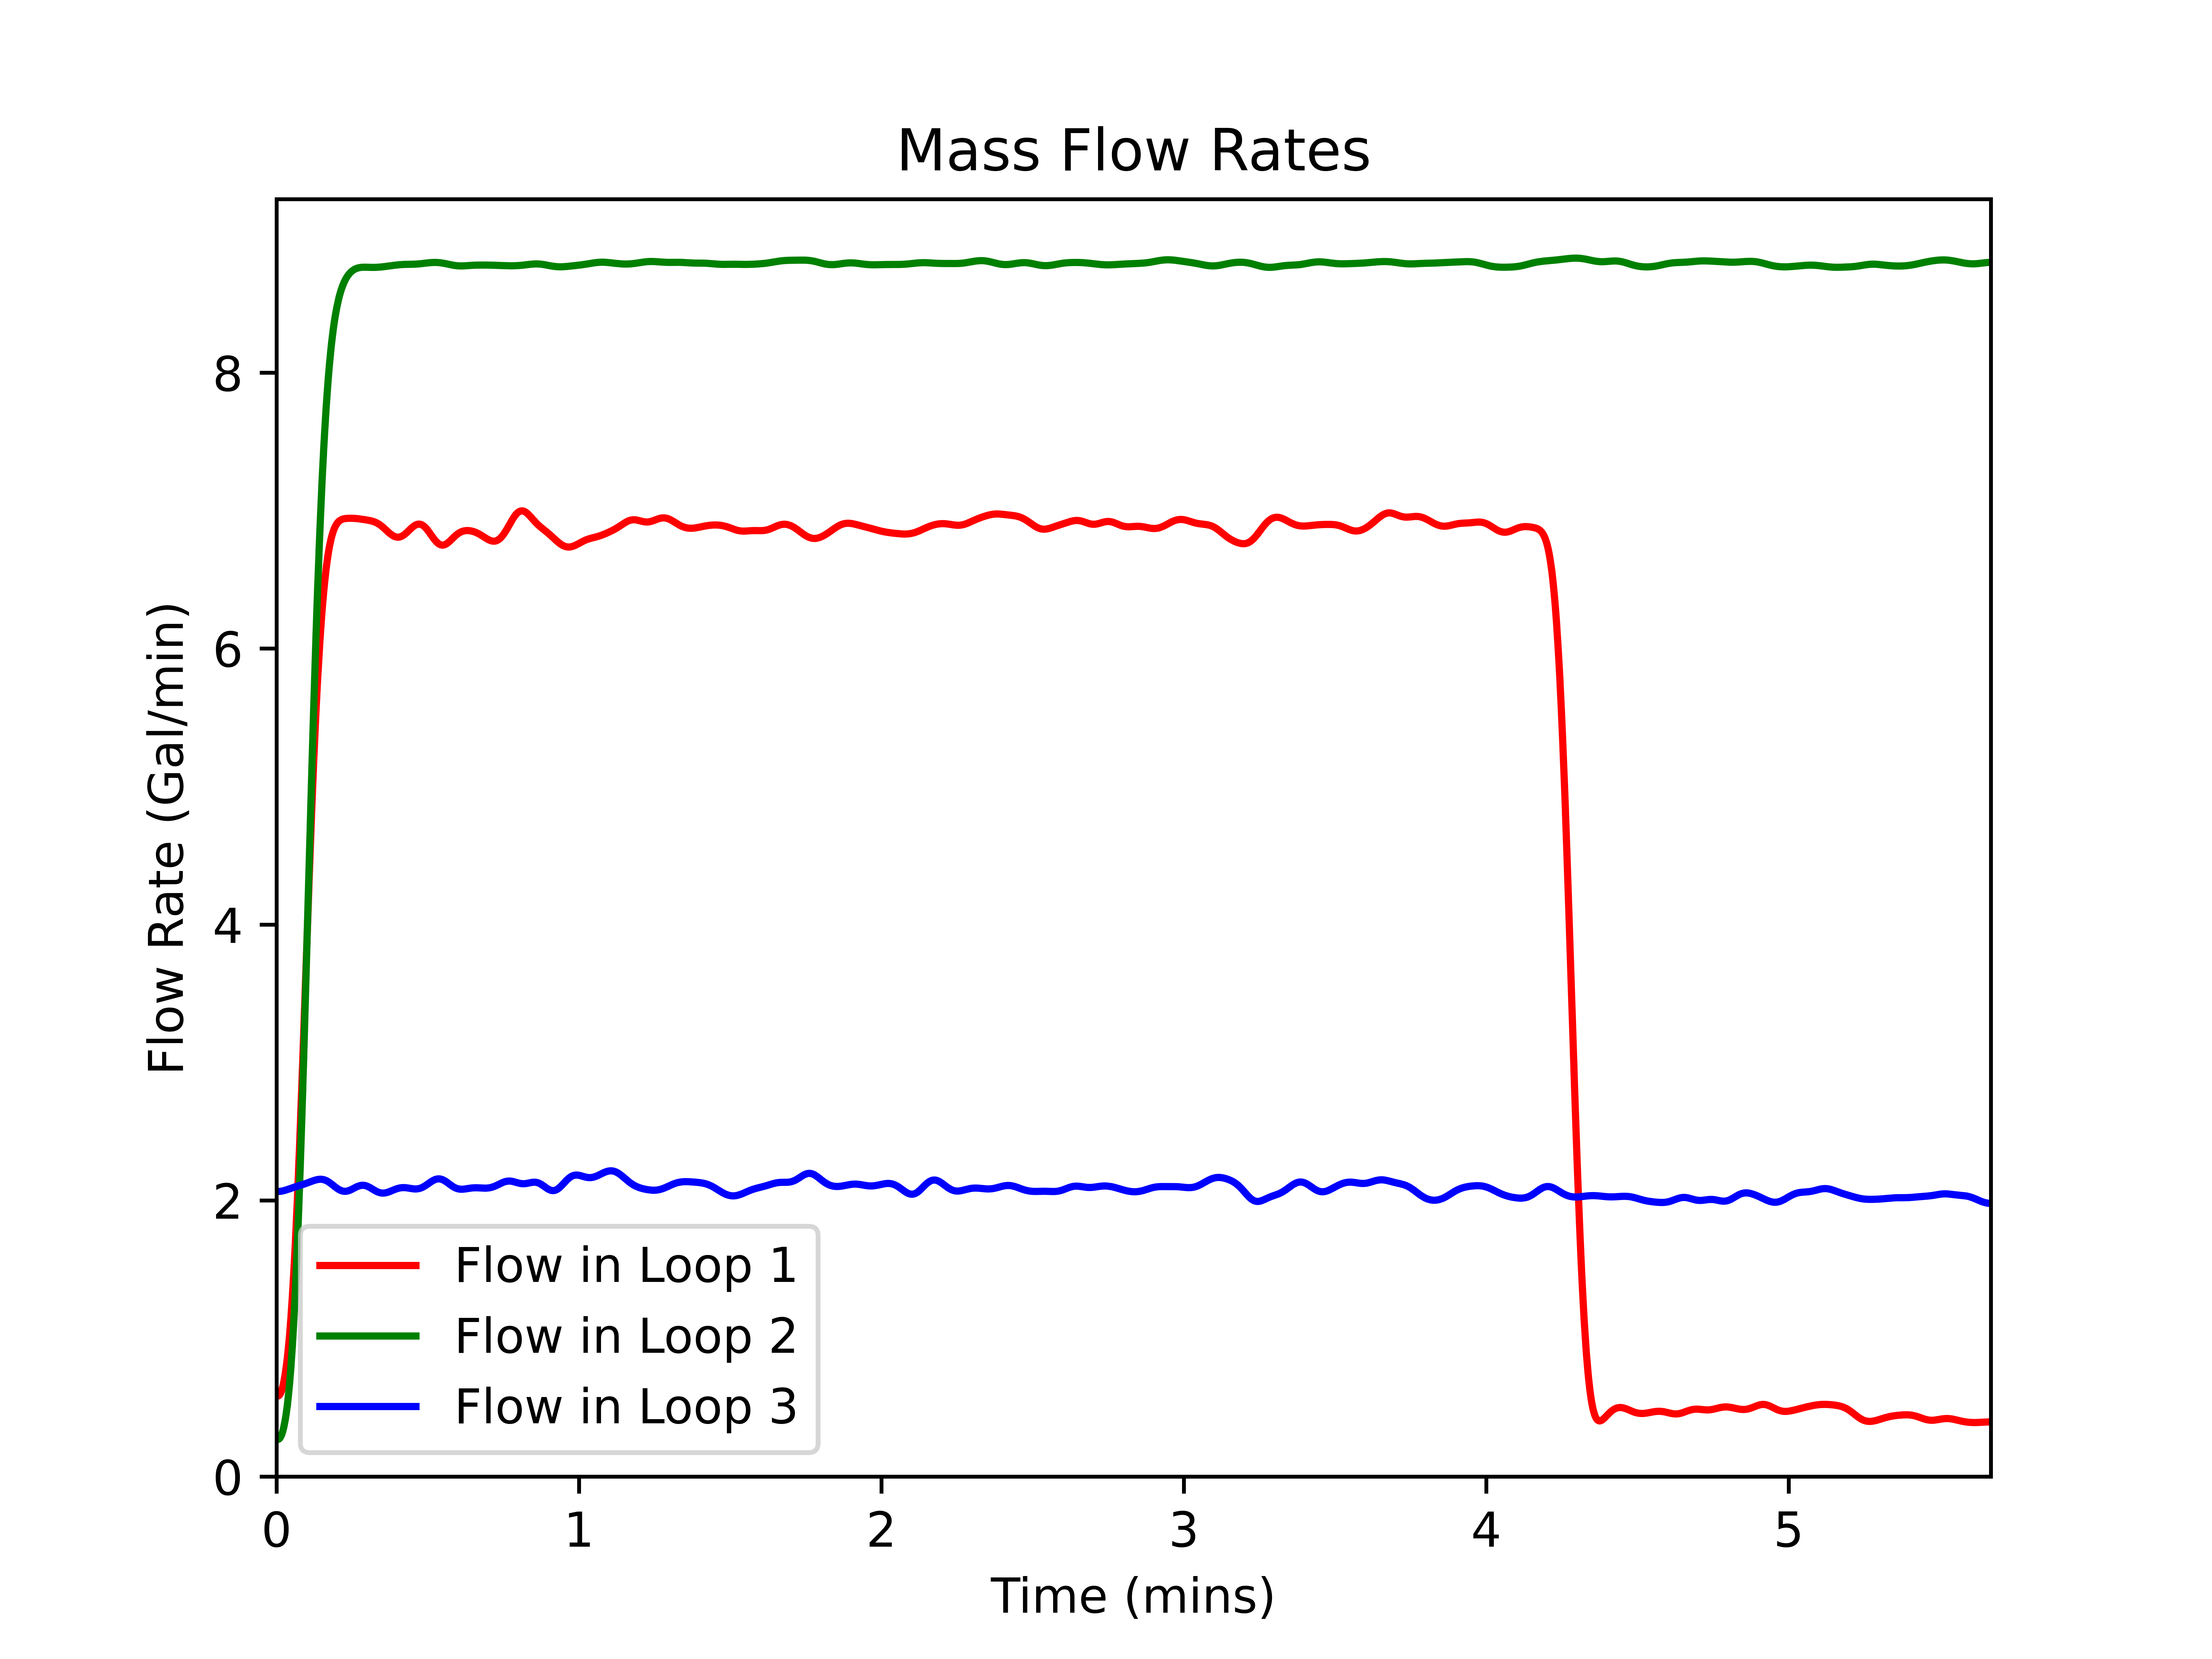 Mass Flow Rates
Flow Rate (Gal/min)
8
6
4
2
0
Flow in Loop 1
Flow in Loop 2
Flow in Loop 3
0 1 2 3 4 5
Time (mins)